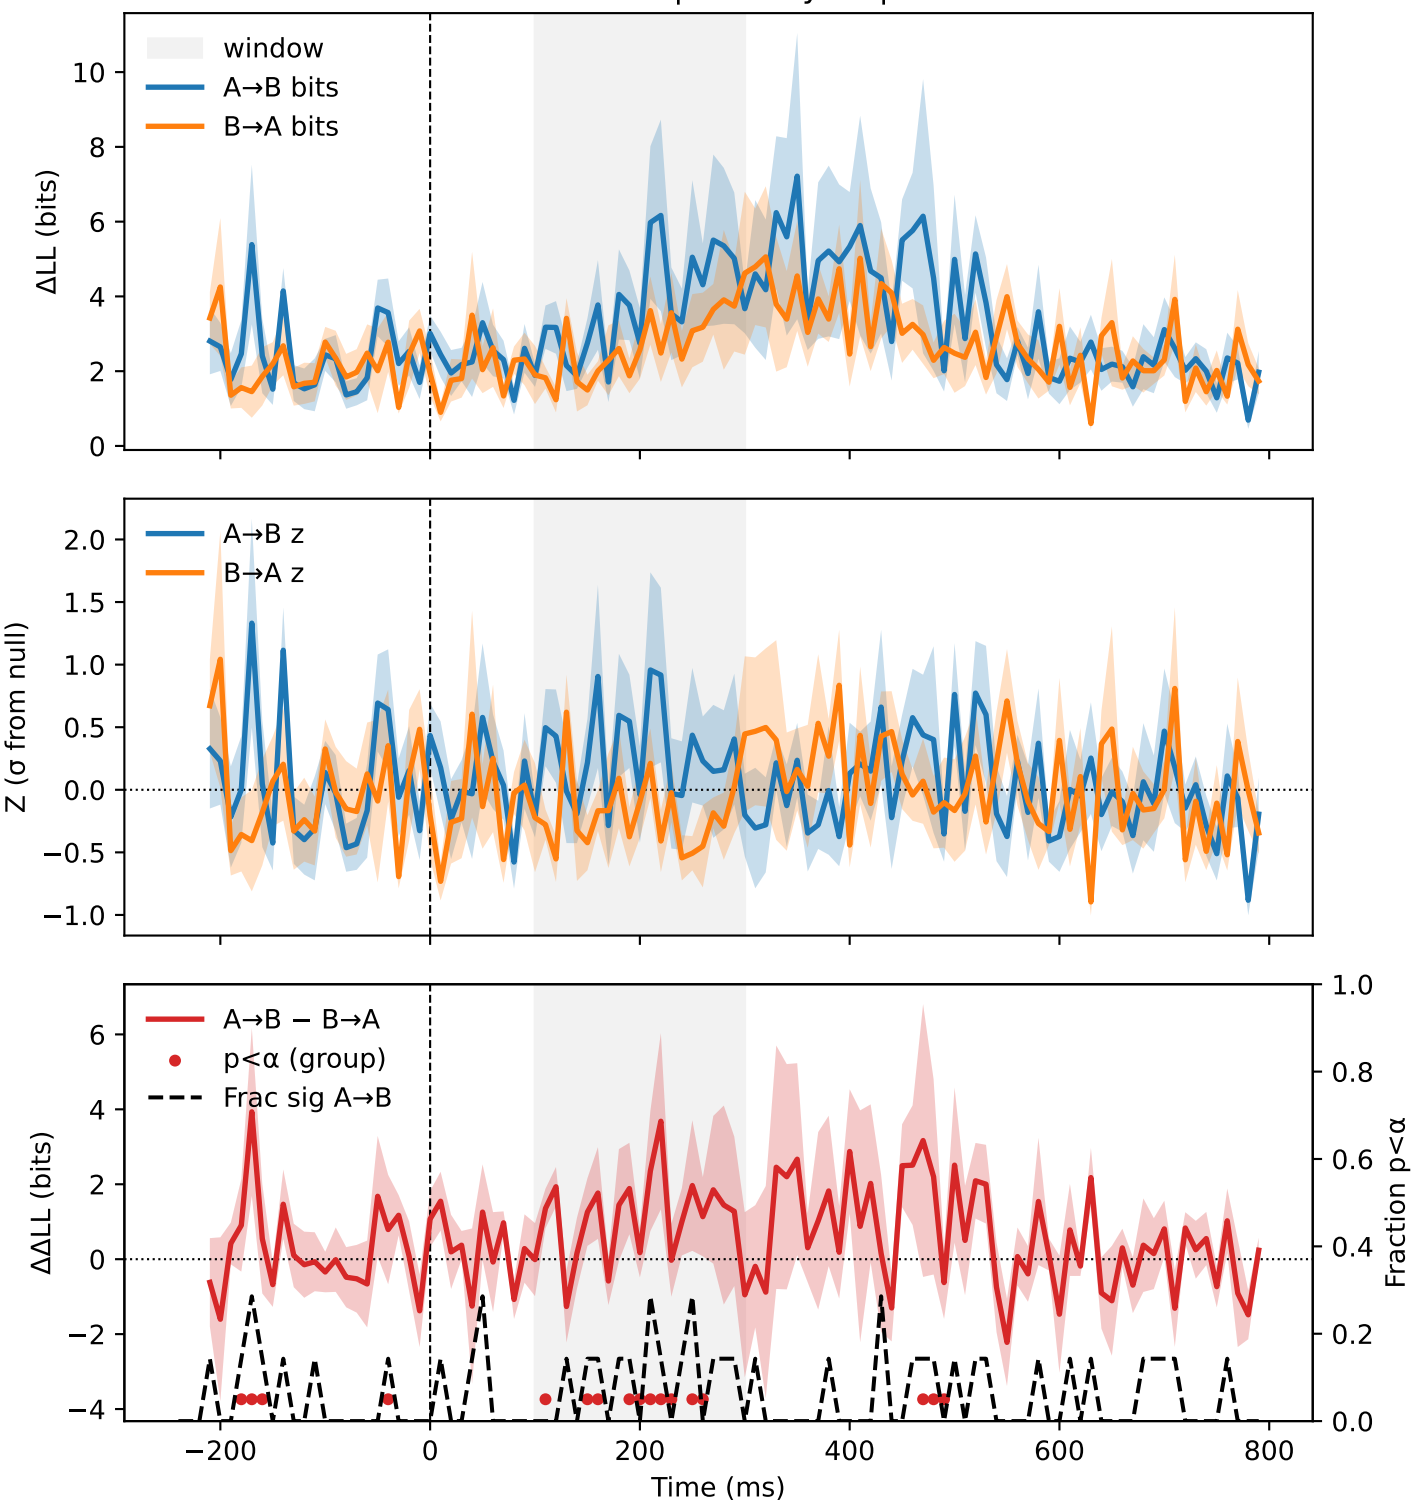 window
A→B bits
B→A bits
ΔLL (bits)
10
8
6
4
2
0
A→B z
B→A z
Z (σ from null)
2.0
1.5
1.0
0.5
0.0
−0.5
−1.0
A→B − B→A
p<α (group)
Frac sig A→B
ΔΔLL (bits)
6
4
2
0
−2
−4
1.0
0.8
0.6
0.4
0.2
0.0
Fraction p<α
−200
0
200
400
600
800
Time (ms)